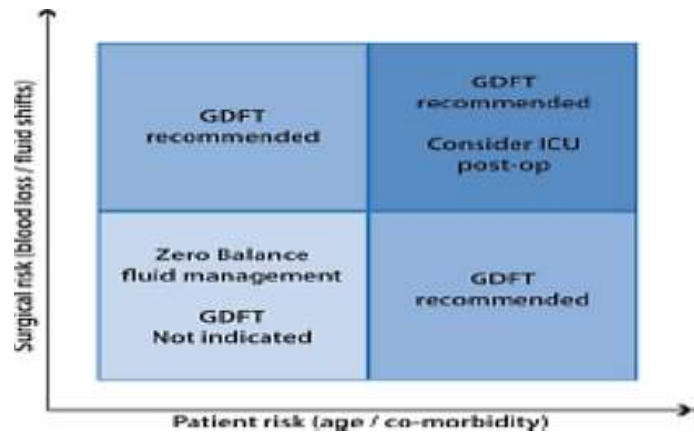 Surgical risk (blood loss / fluid shifts)
GDFT
recommended
GDFT
recommended
Consider ICU
post-op
Zero Balance
fluid management
GDFT
Not indicated
GDFT
recommended
Patient risk (age / co-morbidity)